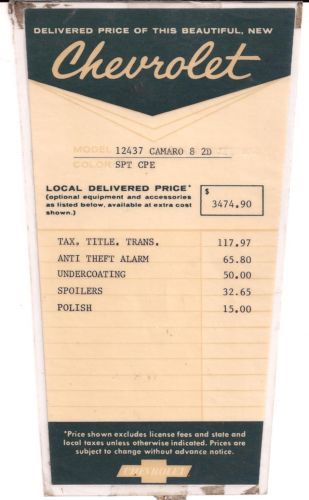 DELIVERED PRICE OF THIS BEAUTIFUL, NEW
Chevrolet
MODEL 12437 CAMARO 8 2D
COLOR SPT CPE
LOCAL DELIVERED PRICE*
(optional equipment and accessories
as listed below, available at extra cost
shown.)
$
3474.90
TAX, TITLE, TRANS. 117.97
ANTI THEFT ALARM 65.80
UNDERCOATING 50.00
SPOILERS 32.65
POLISH 15.00
*Price shown excludes license fees and state and
local taxes unless otherwise indicated. Prices are
subject to change without advance notice.
CHEVROLET